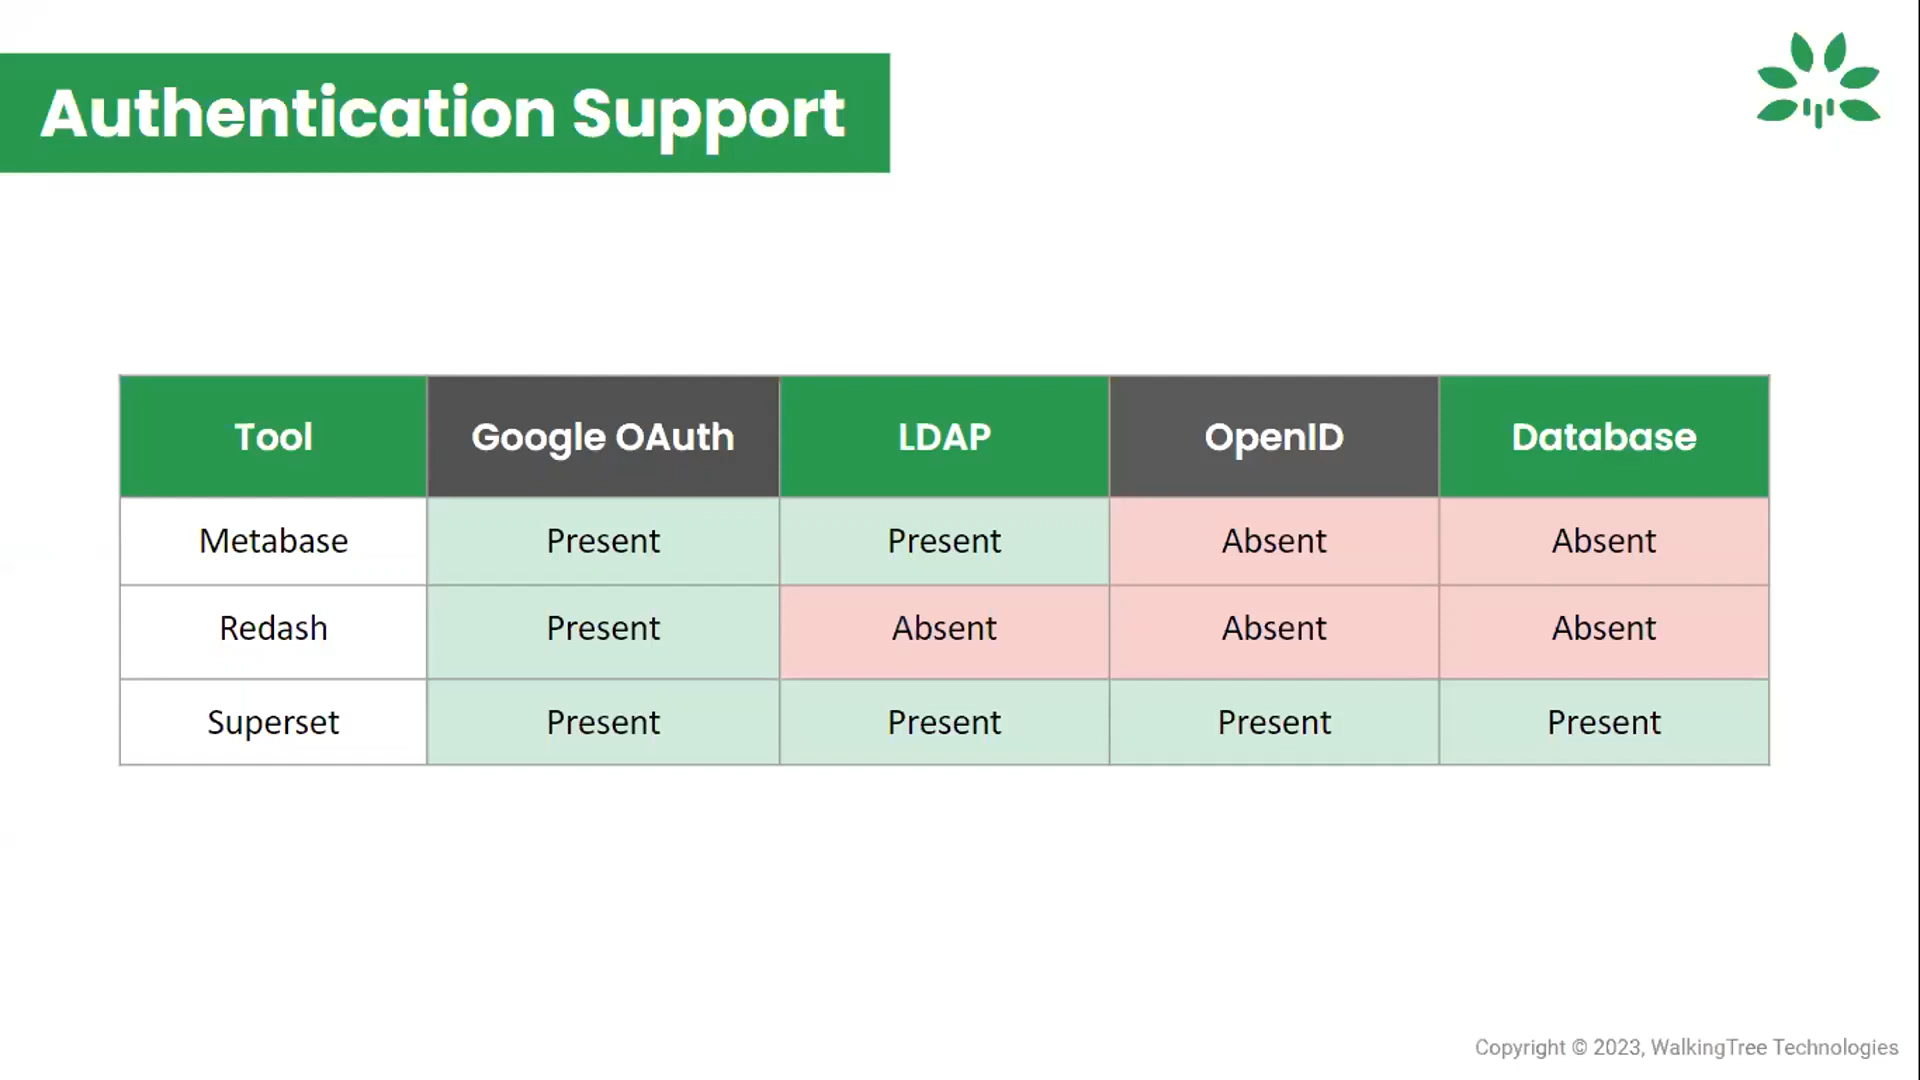 Authentication Support
Tool Google OAuth LDAP OpenID Database
Metabase Present Present Absent Absent
Redash Present Absent Absent Absent
Superset Present Present Present Present
Copyright © 2023, WalkingTree Technologies